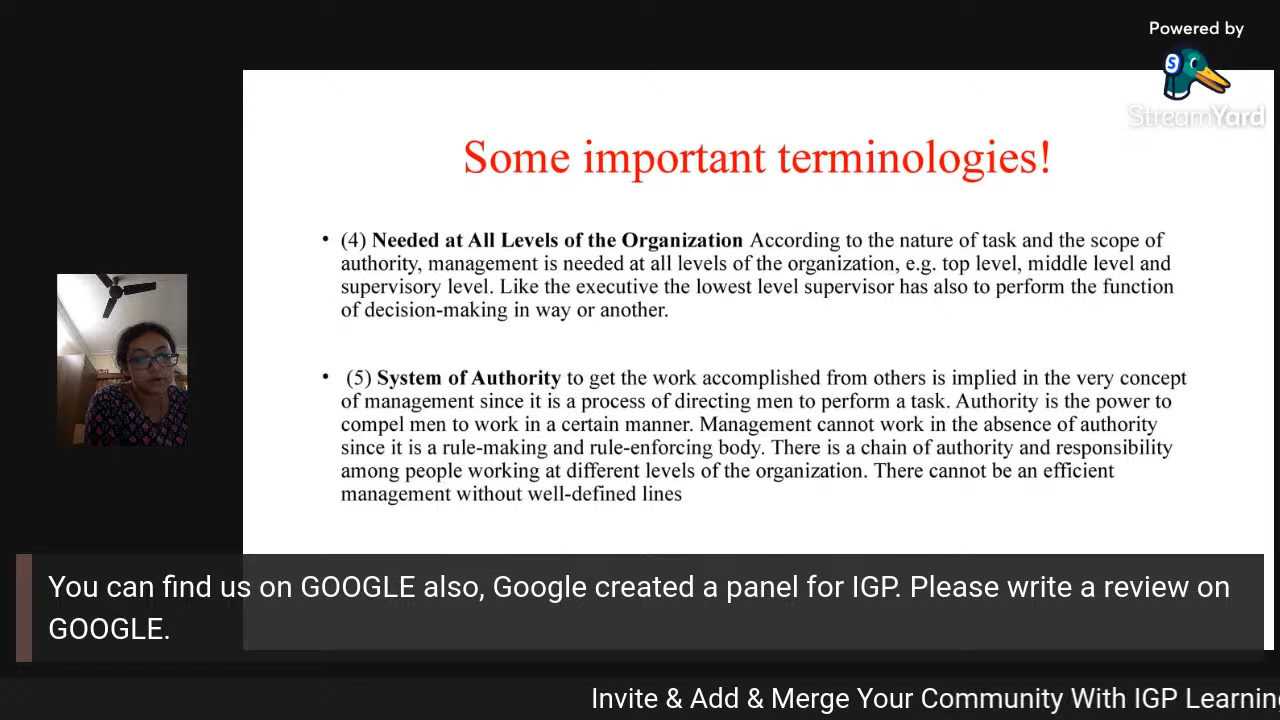 Powered by
S
StreamYard
Some important terminologies!
• (4) Needed at All Levels of the Organization According to the nature of task and the scope of
authority, management is needed at all levels of the organization, e.g. top level, middle level and
supervisory level. Like the executive the lowest level supervisor has also to perform the function
of decision-making in way or another.
• (5) System of Authority to get the work accomplished from others is implied in the very concept
of management since it is a process of directing men to perform a task. Authority is the power to
compel men to work in a certain manner. Management cannot work in the absence of authority
since it is a rule-making and rule-enforcing body. There is a chain of authority and responsibility
among people working at different levels of the organization. There cannot be an efficient
management without well-defined lines
You can find us on GOOGLE also, Google created a panel for IGP. Please write a review on
GOOGLE.
Invite & Add & Merge Your Community With IGP Learnin